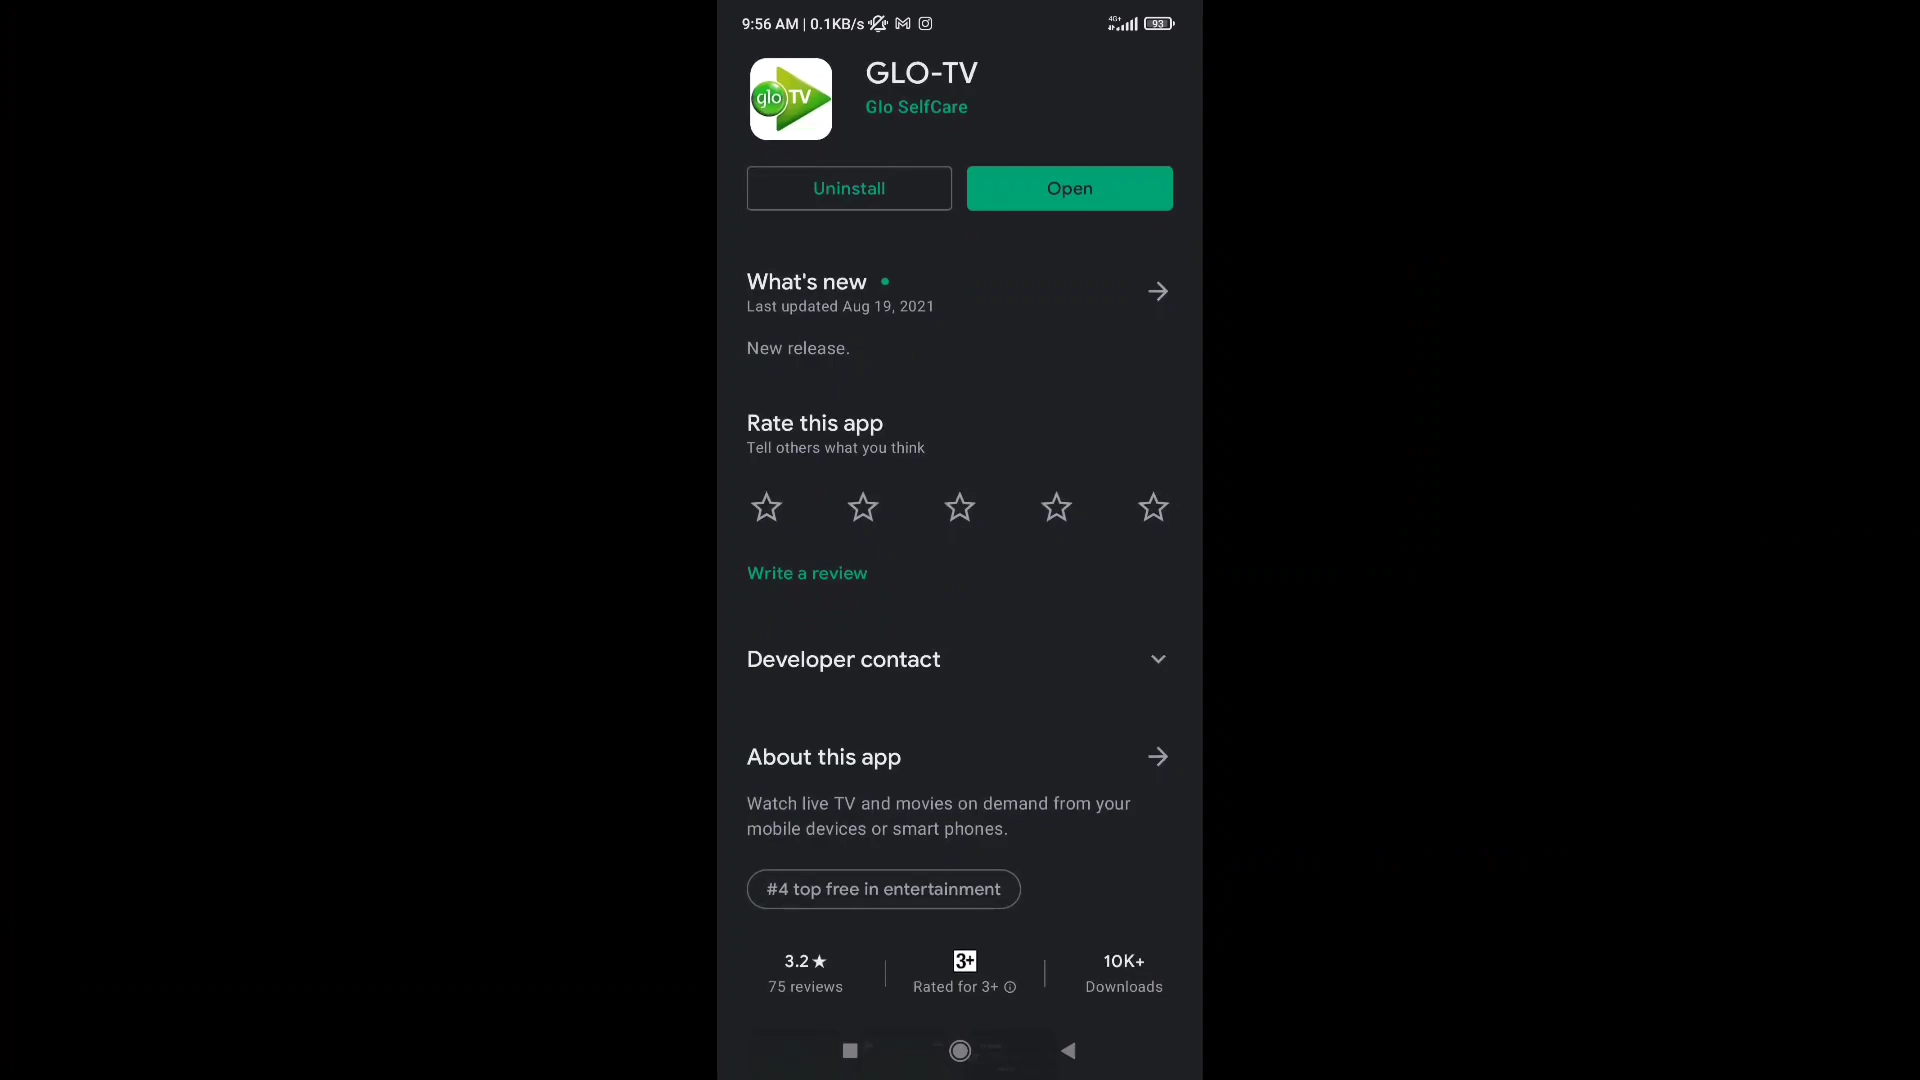 9:56 AM | 0.1KB/s 4G+ 93
GLO-TV
glo TV
Glo SelfCare
Uninstall
Open
What's new
Last updated Aug 19, 2021
New release.
Rate this app
Tell others what you think
Write a review
Developer contact
About this app
Watch live TV and movies on demand from your
mobile devices or smart phones.
#4 top free in entertainment
3.2★ 3+ 10K+
75 reviews Rated for 3+ Downloads